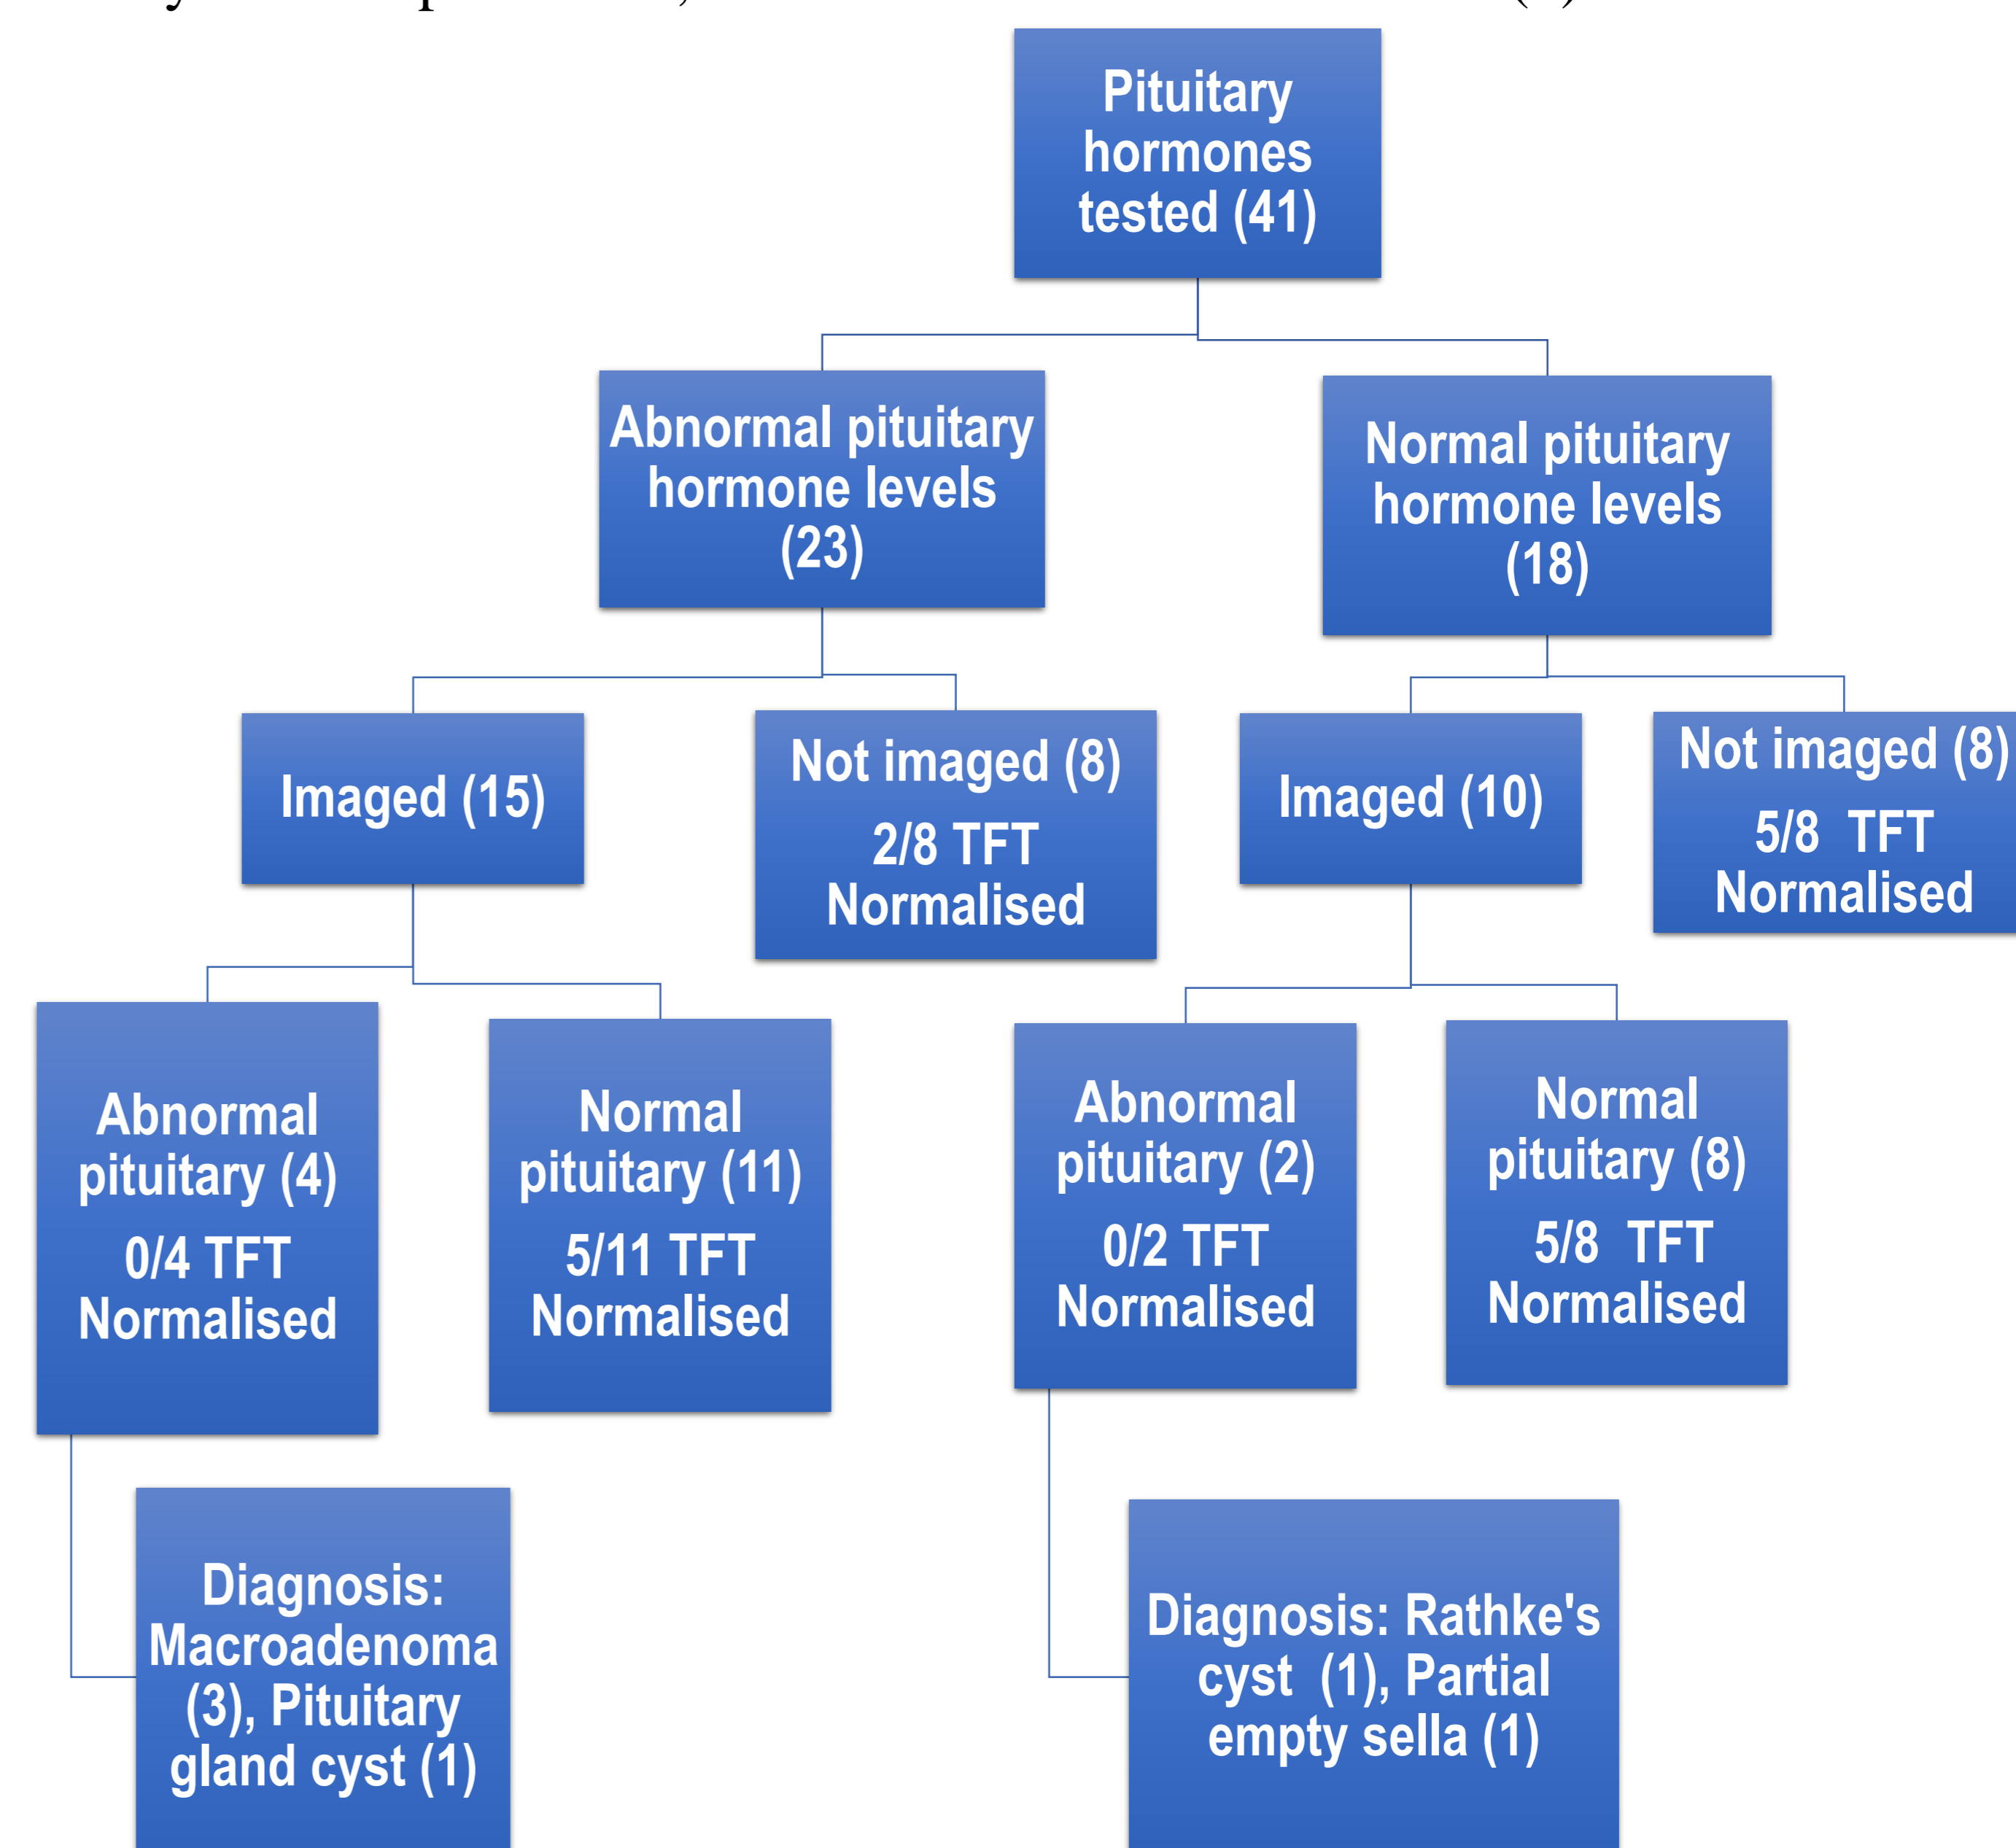 Pituitary
hormones
tested (41)
Abnormal pituitary
hormone levels
(23)
Normal pituitary
hormone levels
(18)
Imaged (15)
Not imaged (8)
2/8 TFT
Normalised
Imaged (10)
Not imaged (8)
5/8 TFT
Normalised
Abnormal
pituitary (4)
0/4 TFT
Normalised
Normal
pituitary (11)
5/11 TFT
Normalised
Abnormal
pituitary (2)
0/2 TFT
Normalised
Normal
pituitary (8)
5/8 TFT
Normalised
Diagnosis:
Macroadenoma
(3), Pituitary
gland cyst (1)
Diagnosis: Rathke's
cyst (1), Partial
empty sella (1)